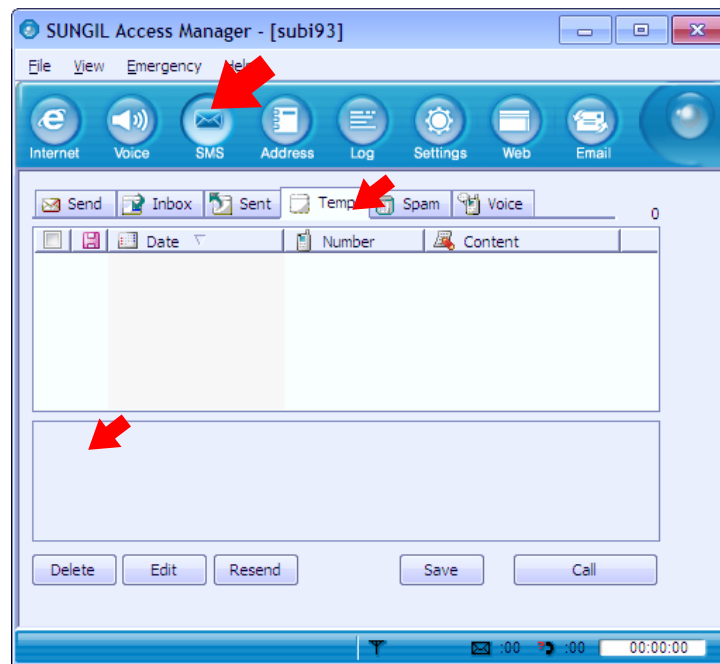 SUNGIL Access Manager - [subi93]
File View Emergency
Internet Voice SMS Address Log Settings Web Email
Send Inbox Sent Temp Spam Voice
0
Date Number Content
Delete Edit Resend Save Call
:00 :00 00:00:00